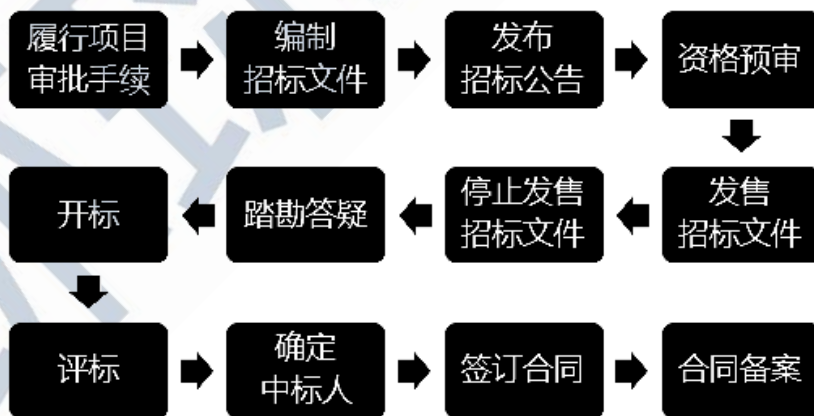 履行项目
审批手续
编制
招标文件
发布
招标公告
资格预审
发售
招标文件
停止发售
招标文件
踏勘答疑
开标
评标
确定
中标人
签订合同
合同备案